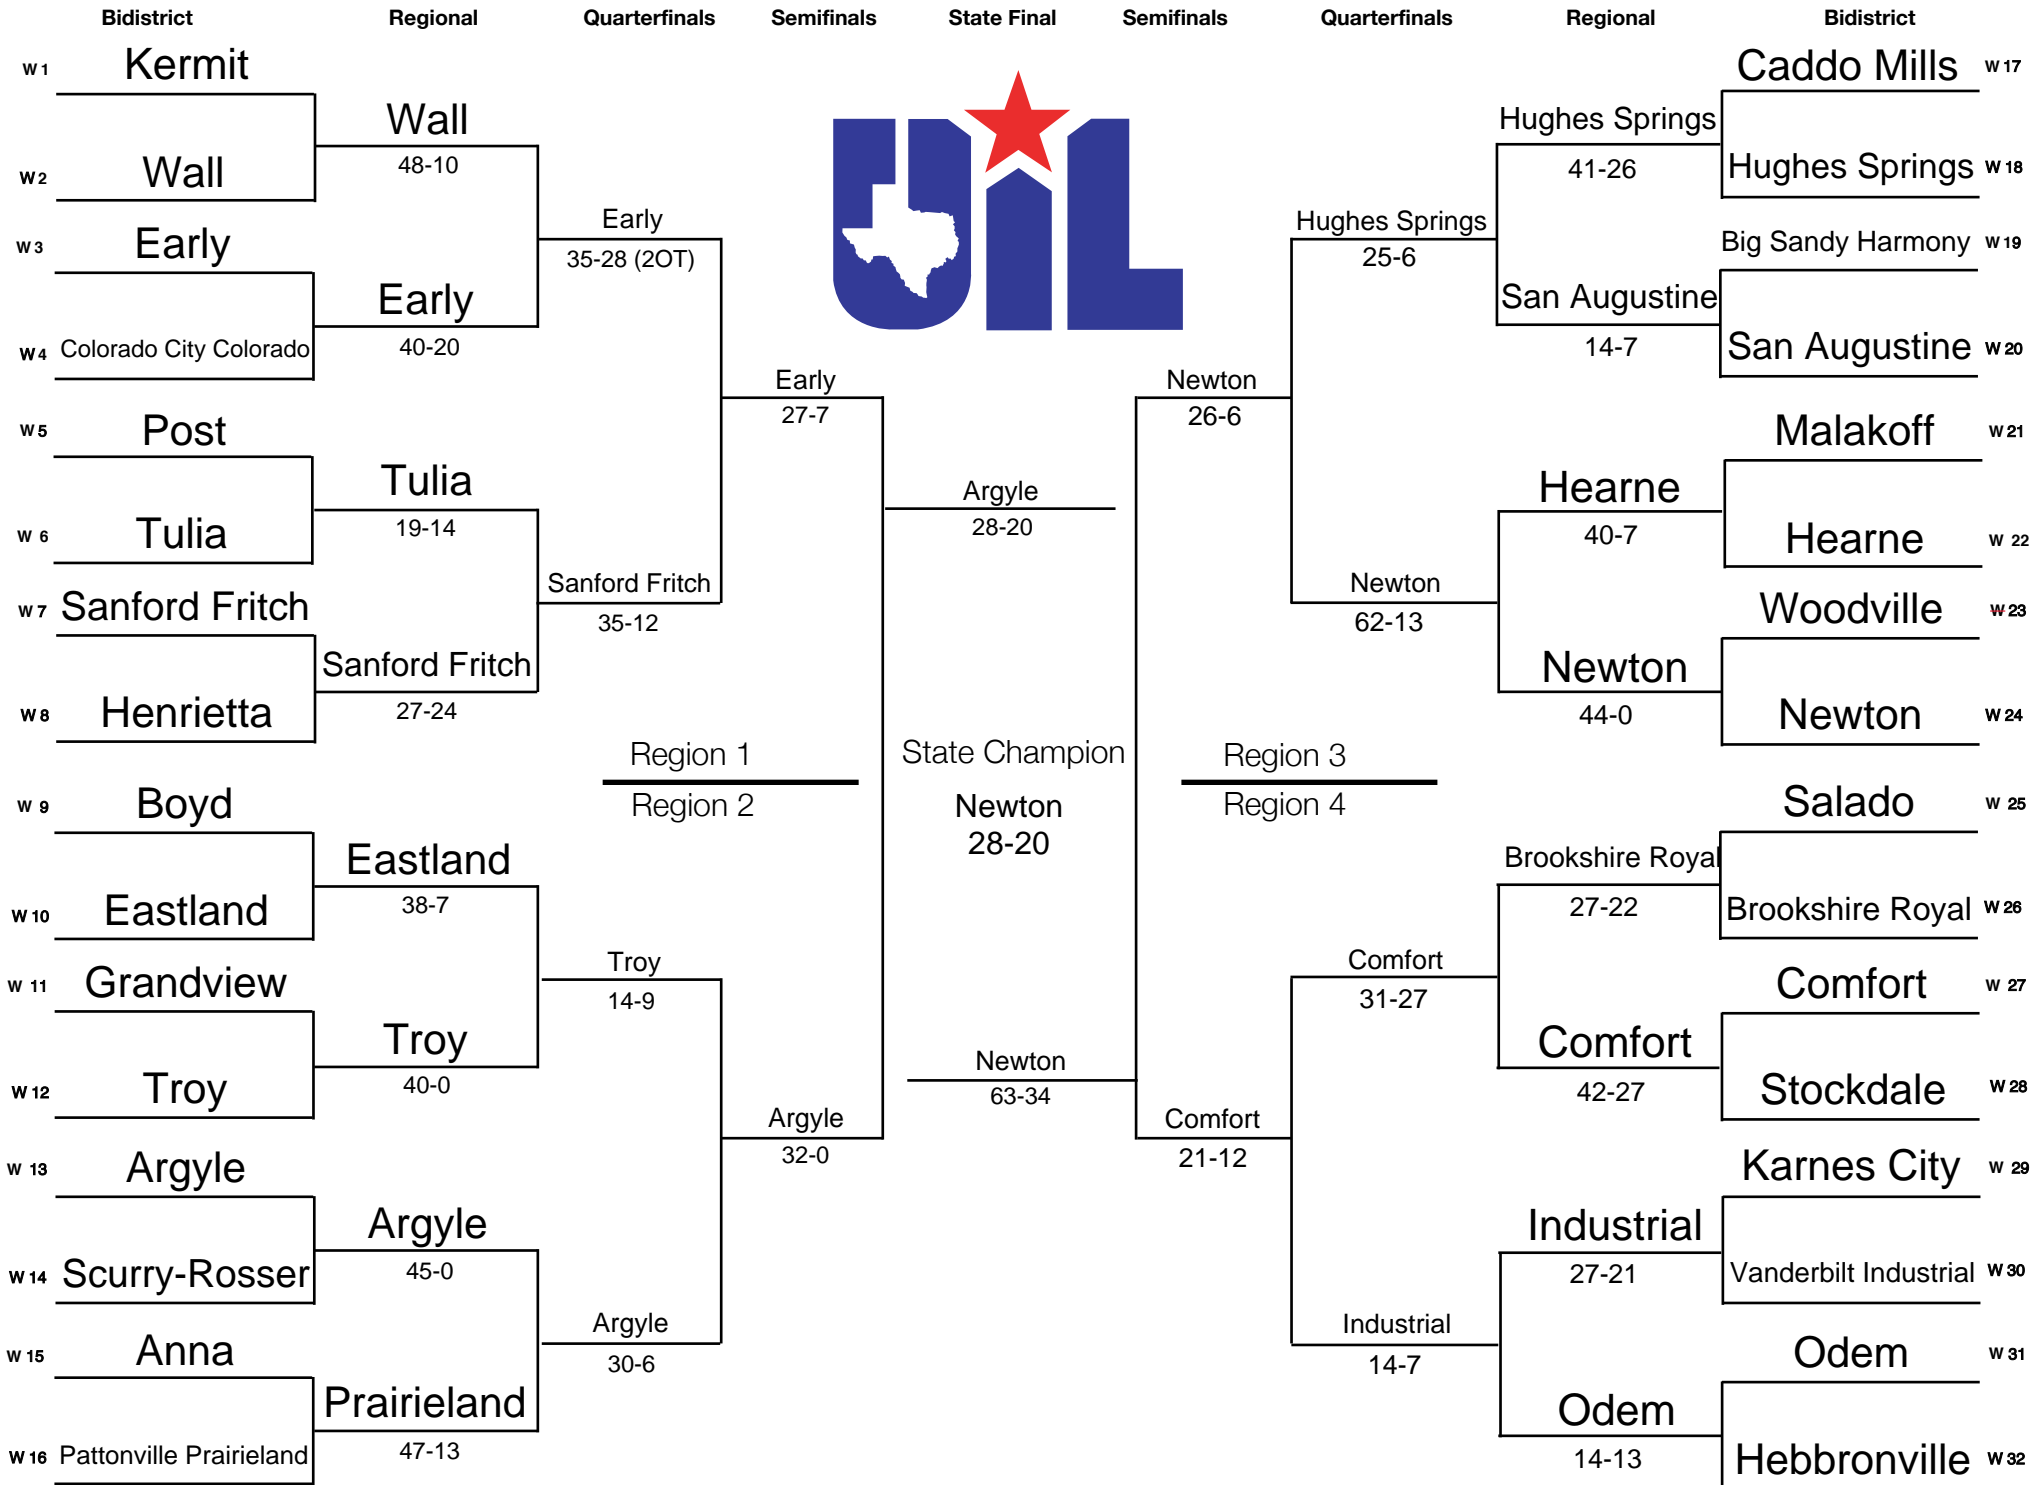 Bidistrict Regional Quarterfinals Semifinals State Final Semifinals Quarterfinals Regional Bidistrict
W 1 Kermit
W 2 Wall
W 3 Early
W 4 Colorado City Colorado
W 5 Post
W 6 Tulia
W 7 Sanford Fritch
W 8 Henrietta
W 9 Boyd
W 10 Eastland
W 11 Grandview
W 12 Troy
W 13 Argyle
W 14 Scurry-Rosser
W 15 Anna
W 16 Pattonville Prairieland
Wall
48-10
Early
40-20
Tulia
19-14
Sanford Fritch
27-24
Eastland
38-7
Troy
40-0
Argyle
45-0
Prairieland
47-13
Early
35-28 (2OT)
Sanford Fritch
35-12
Troy
14-9
Argyle
30-6
Early
27-7
Argyle
32-0
Region 1
Region 2
UIL
Argyle
28-20
State Champion
Newton
28-20
Newton
63-34
Newton
26-6
Comfort
21-12
Region 3
Region 4
Hughes Springs
25-6
Newton
62-13
Comfort
31-27
Industrial
14-7
Hughes Springs
41-26
San Augustine
14-7
Hearne
40-7
Newton
44-0
Brookshire Royal
27-22
Comfort
42-27
Industrial
27-21
Odem
14-13
Caddo Mills W 17
Hughes Springs W 18
Big Sandy Harmony W 19
San Augustine W 20
Malakoff W 21
Hearne W 22
Woodville W 23
Newton W 24
Salado W 25
Brookshire Royal W 26
Comfort W 27
Stockdale W 28
Karnes City W 29
Vanderbilt Industrial W 30
Odem W 31
Hebbronville W 32